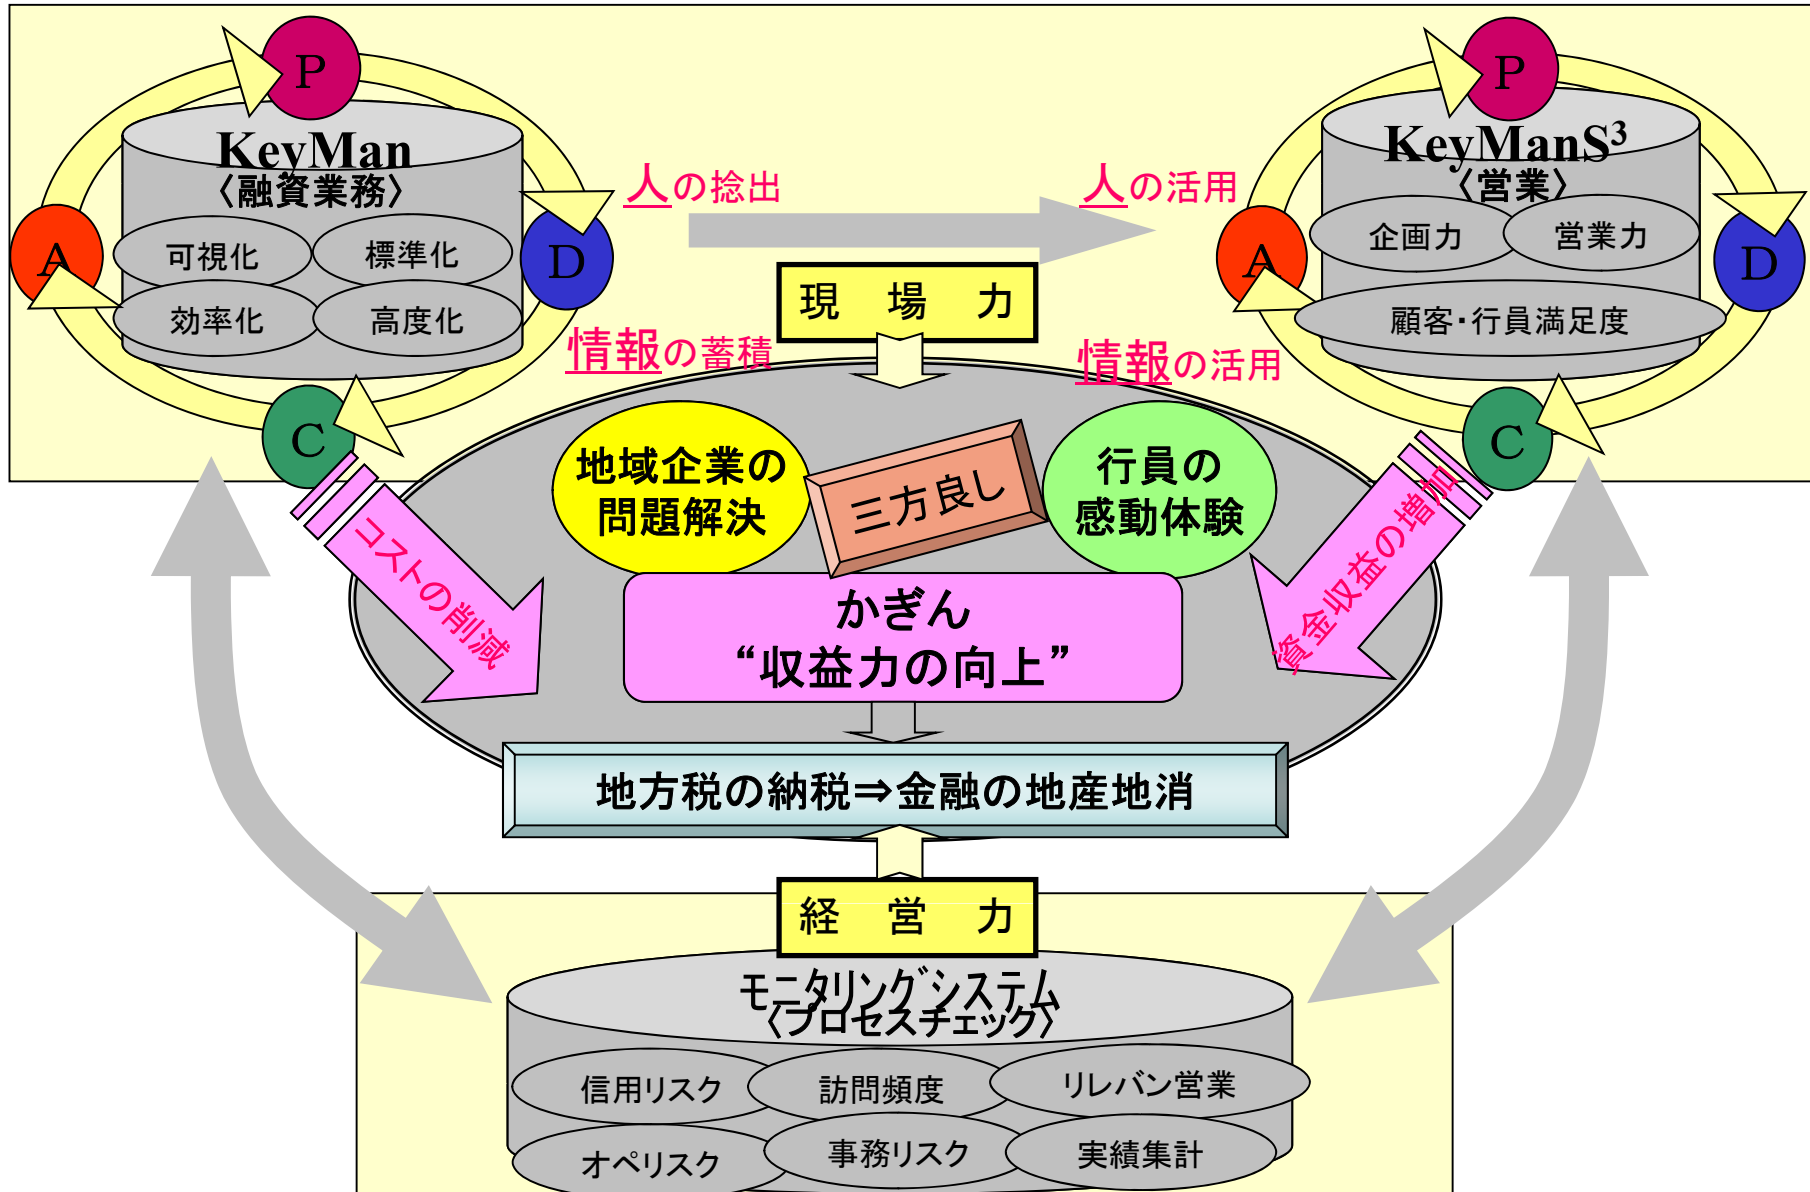 P
KeyMan
〈融資業務〉
可視化
標準化
効率化
高度化
A
D
C
人の捻出
人の活用
P
KeyManS³
〈営業〉
企画力
営業力
顧客・行員満足度
A
D
C
現 場 力
情報の蓄積
情報の活用
地域企業の
問題解決
三方良し
行員の
感動体験
コストの削減
資金収益の増加
かぎん
“収益力の向上”
地方税の納税⇒金融の地産地消
経 営 力
モニタリングシステム
〈プロセスチェック〉
信用リスク
訪問頻度
リレバン営業
オペリスク
事務リスク
実績集計